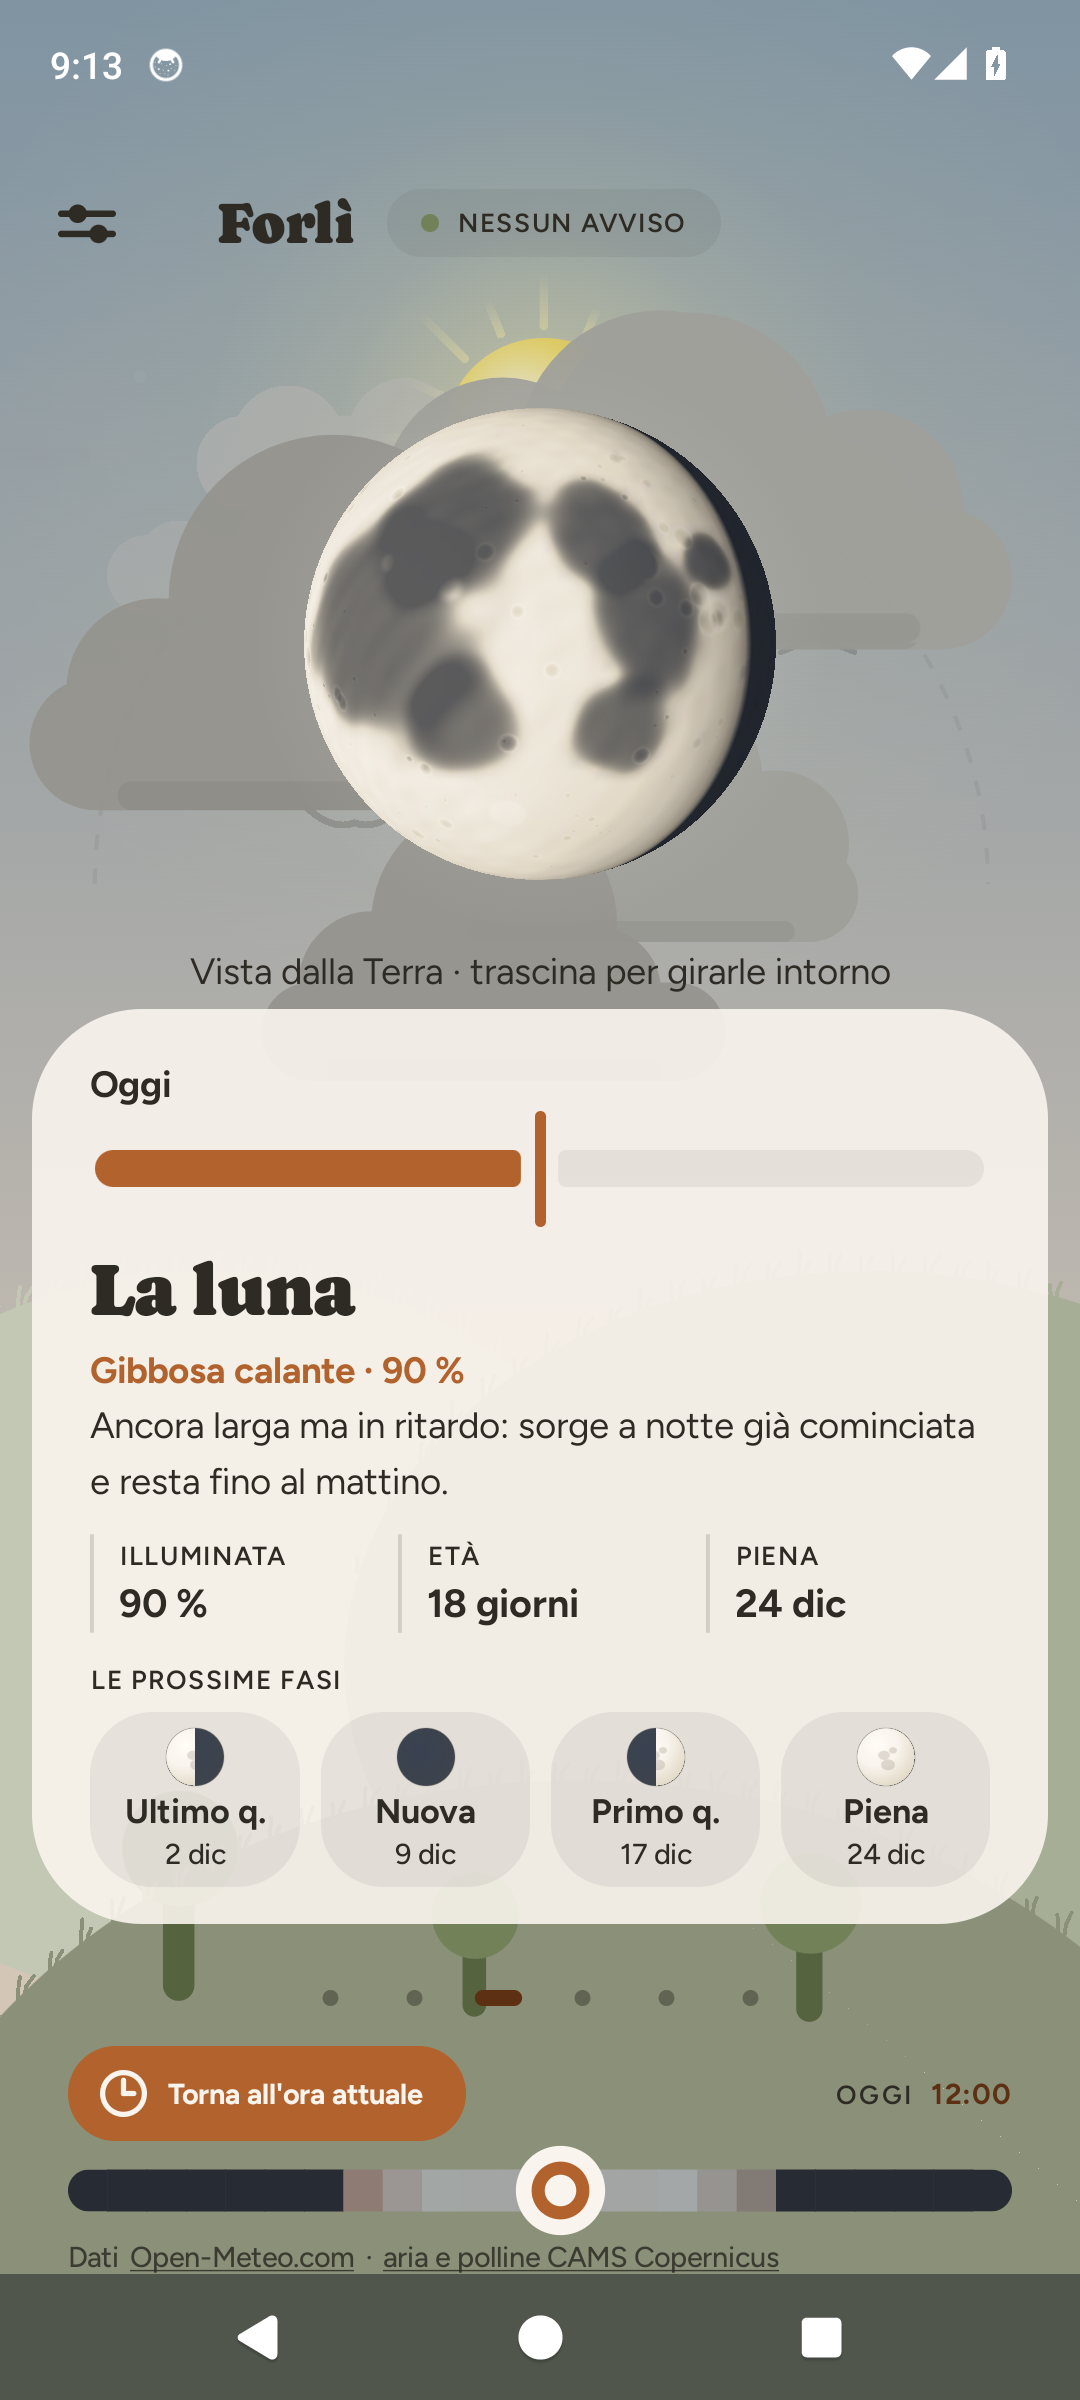 9:13
Forlì
NESSUN AVVISO
Vista dalla Terra · trascina per girarle intorno
Oggi
La luna
Gibbosa calante · 90 %
Ancora larga ma in ritardo: sorge a notte già cominciata
e resta fino al mattino.
ILLUMINATA
90 %
ETÀ
18 giorni
PIENA
24 dic
LE PROSSIME FASI
Ultimo q.
2 dic
Nuova
9 dic
Primo q.
17 dic
Piena
24 dic
Torna all'ora attuale
OGGI 12:00
Dati Open-Meteo.com · aria e polline CAMS Copernicus